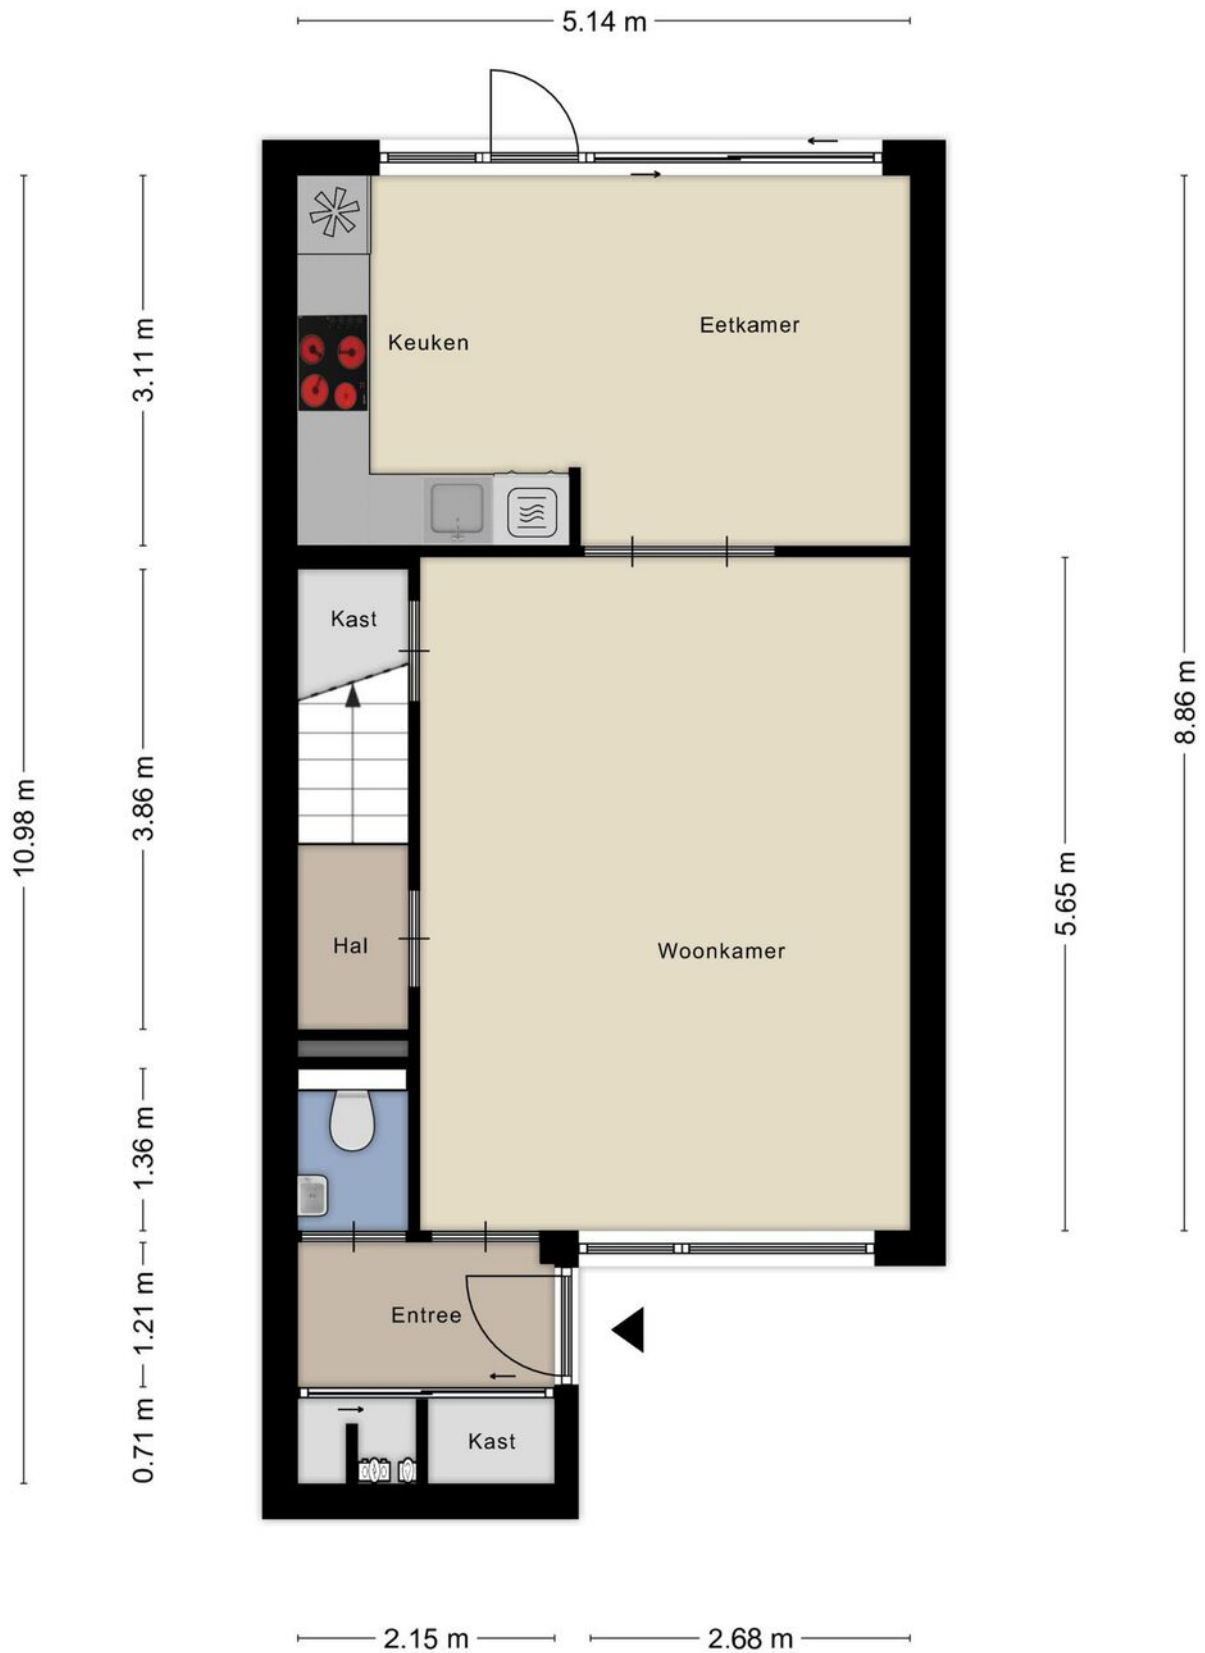 5.14 m
Keuken
Eetkamer
3.11 m
Kast
8.86 m
3.86 m
10.98 m
5.65 m
Hal
Woonkamer
1.36 m
Entree
1.21 m
Kast
0.71 m
2.15 m
2.68 m